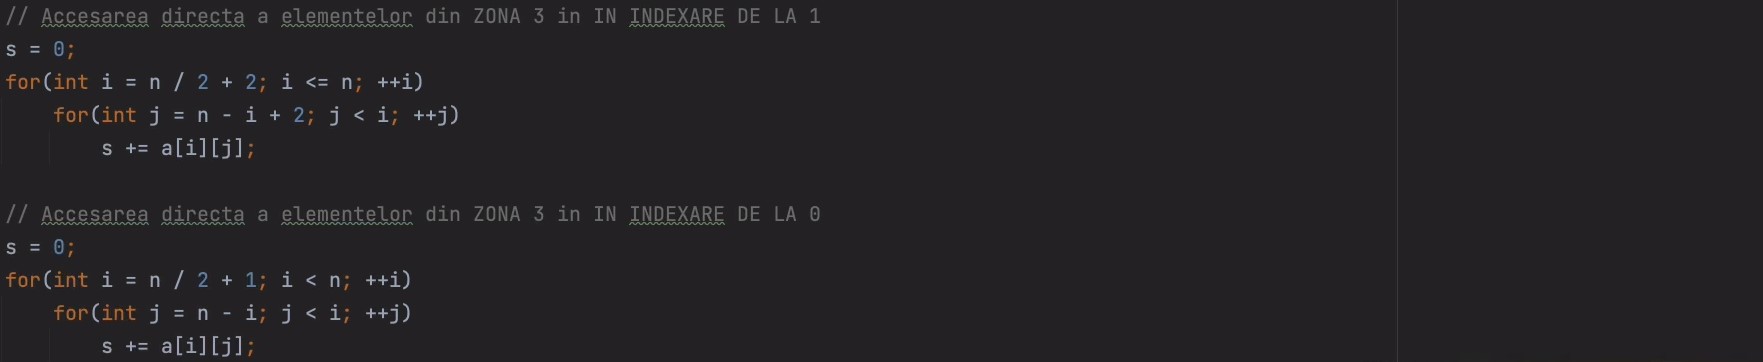 // Accesarea directa a elementelor din ZONA 3 in IN INDEXARE DE LA 1
s = 0;
for(int i = n / 2 + 2; i <= n; ++i)
    for(int j = n - i + 2; j < i; ++j)
        s += a[i][j];

// Accesarea directa a elementelor din ZONA 3 in IN INDEXARE DE LA 0
s = 0;
for(int i = n / 2 + 1; i < n; ++i)
    for(int j = n - i; j < i; ++j)
        s += a[i][j];